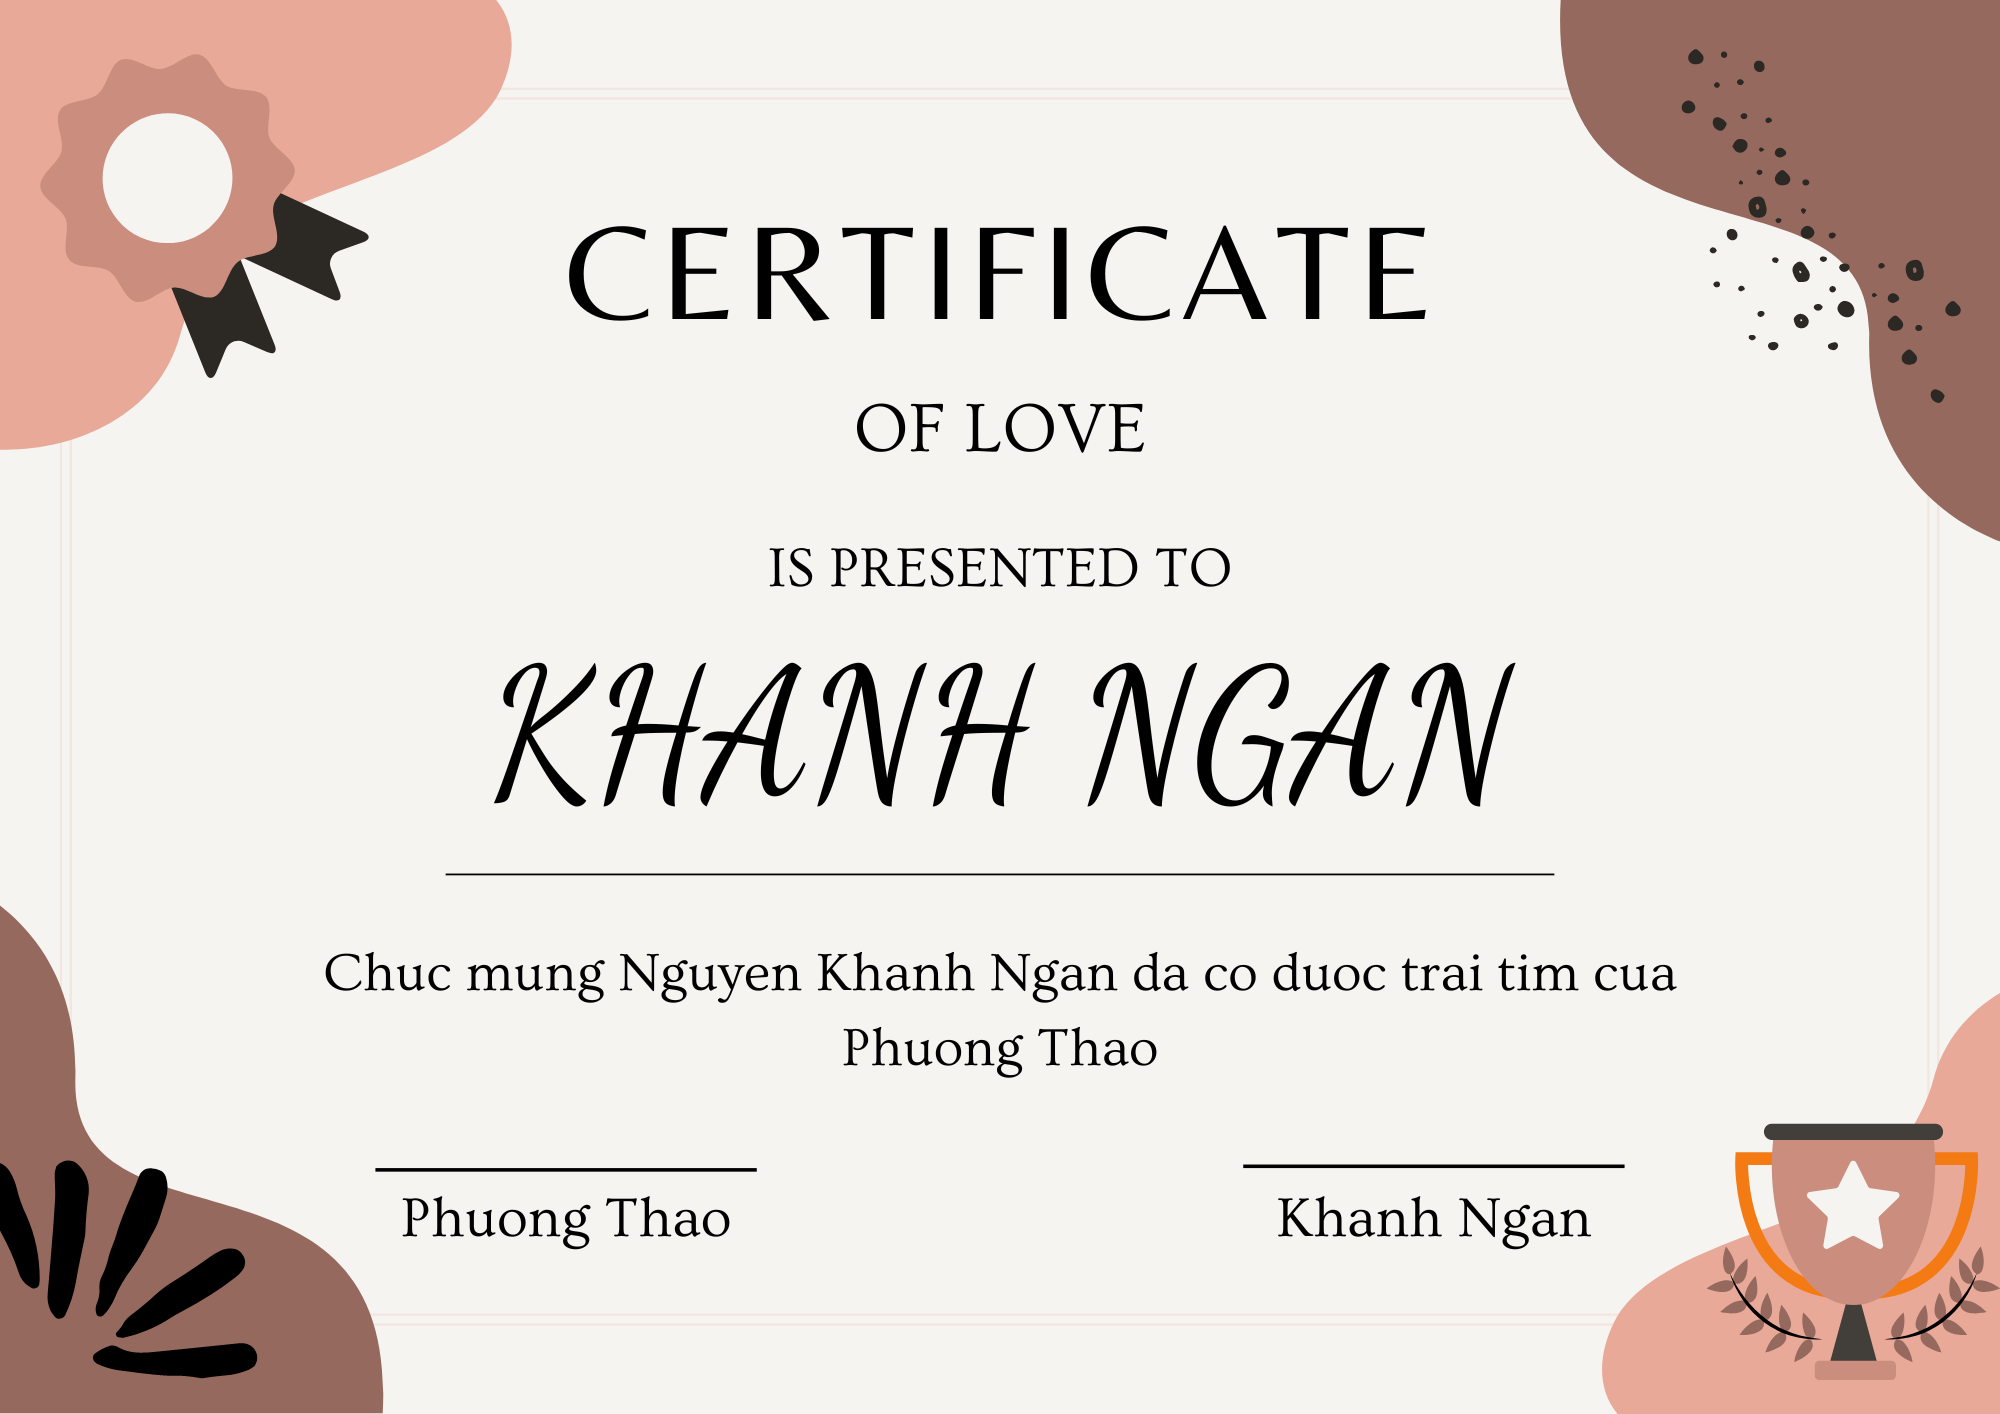 CERTIFICATE
OF LOVE
IS PRESENTED TO
KHANH NGAN
Chuc mung Nguyen Khanh Ngan da co duoc trai tim cua
Phuong Thao
Phuong Thao
Khanh Ngan